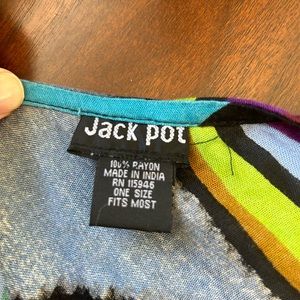 Jack pot
100% RAYON
MADE IN INDIA
RN 115946
ONE SIZE
FITS MOST